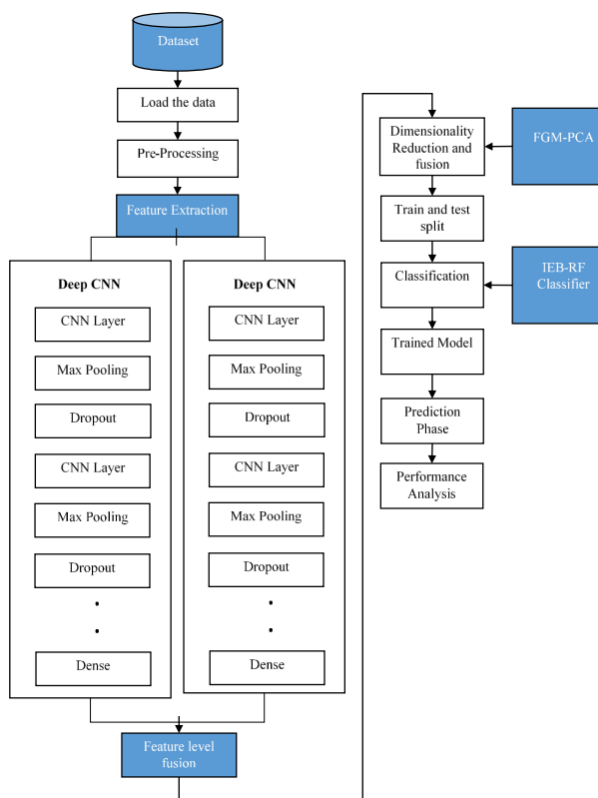 Dataset
Load the data
Pre-Processing
Feature Extraction
Deep CNN
CNN Layer
Max Pooling
Dropout
CNN Layer
Max Pooling
Dropout
Dense
Deep CNN
CNN Layer
Max Pooling
Dropout
CNN Layer
Max Pooling
Dropout
Dense
Feature level
fusion
Dimensionality
Reduction and
fusion
FGM-PCA
Train and test
split
Classification
IEB-RF
Classifier
Trained Model
Prediction
Phase
Performance
Analysis